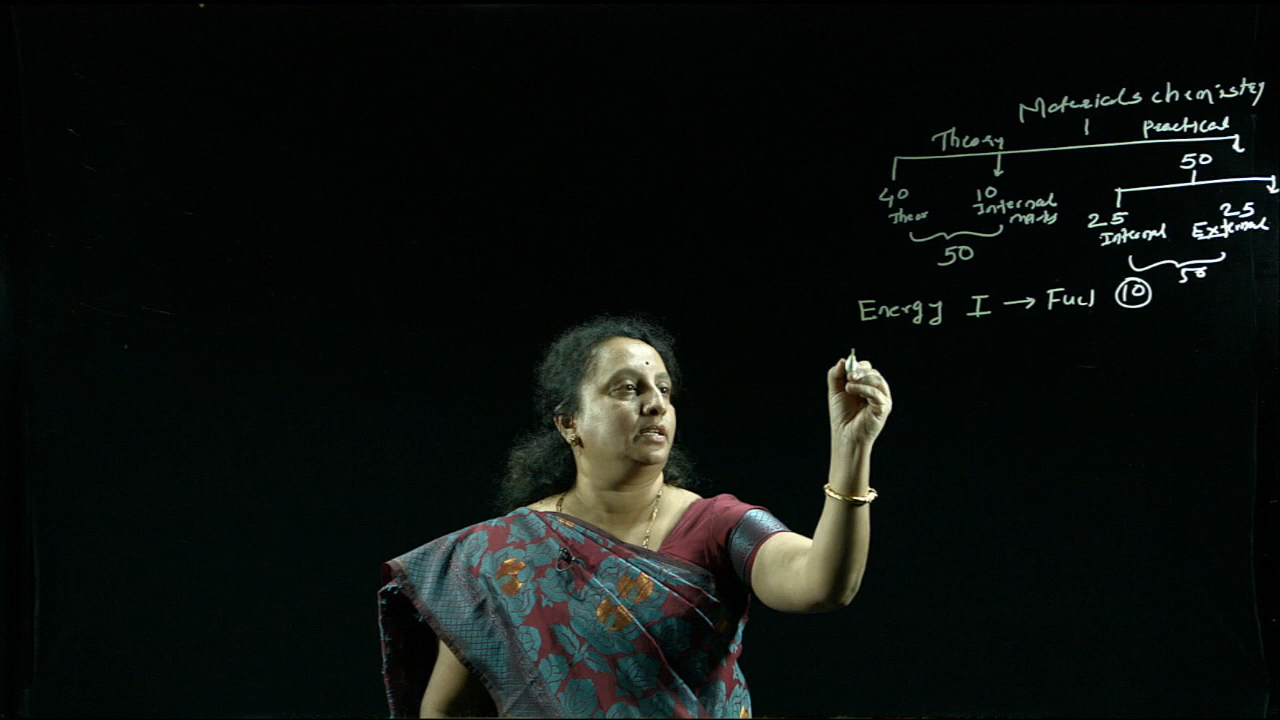 Materials chemistry
Theory Practical
50
40 10 25 25
Theor Internal marks Internal External
50 50
Energy I → Fuel 10